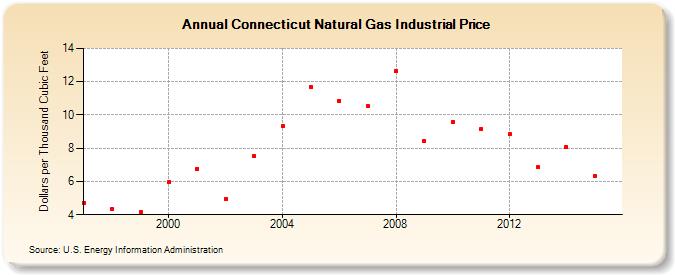 Annual Connecticut Natural Gas Industrial Price
Dollars per Thousand Cubic Feet
14
12
10
8
6
4
2000 2004 2008 2012
Source: U.S. Energy Information Administration